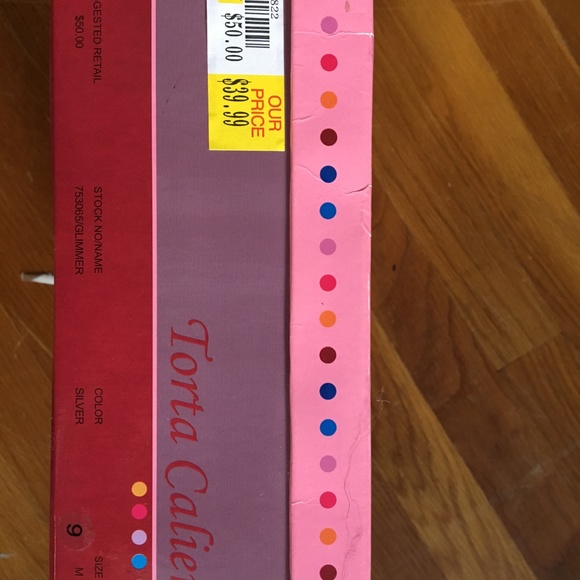 GESTED RETAIL
$50.00
STOCK NO/NAME
753065/GLIMMER
COLOR
SILVER
SIZE
9 M
822
$50.00
OUR
PRICE
$39.99
Torta Calien